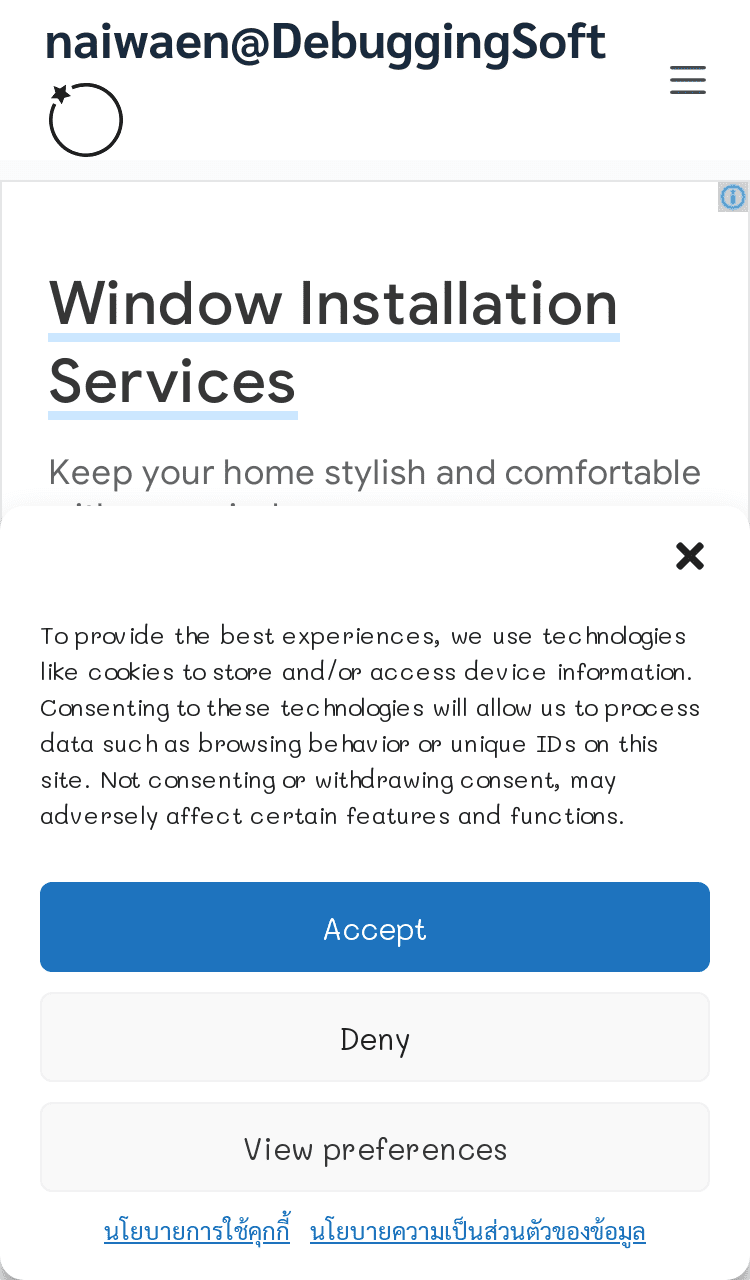 naiwaen@DebuggingSoft
Window Installation
Services
Keep your home stylish and comfortable
To provide the best experiences, we use technologies
like cookies to store and/or access device information.
Consenting to these technologies will allow us to process
data such as browsing behavior or unique IDs on this
site. Not consenting or withdrawing consent, may
adversely affect certain features and functions.
Accept
Deny
View preferences
นโยบายการใช้คุกกี้ นโยบายความเป็นส่วนตัวของข้อมูล